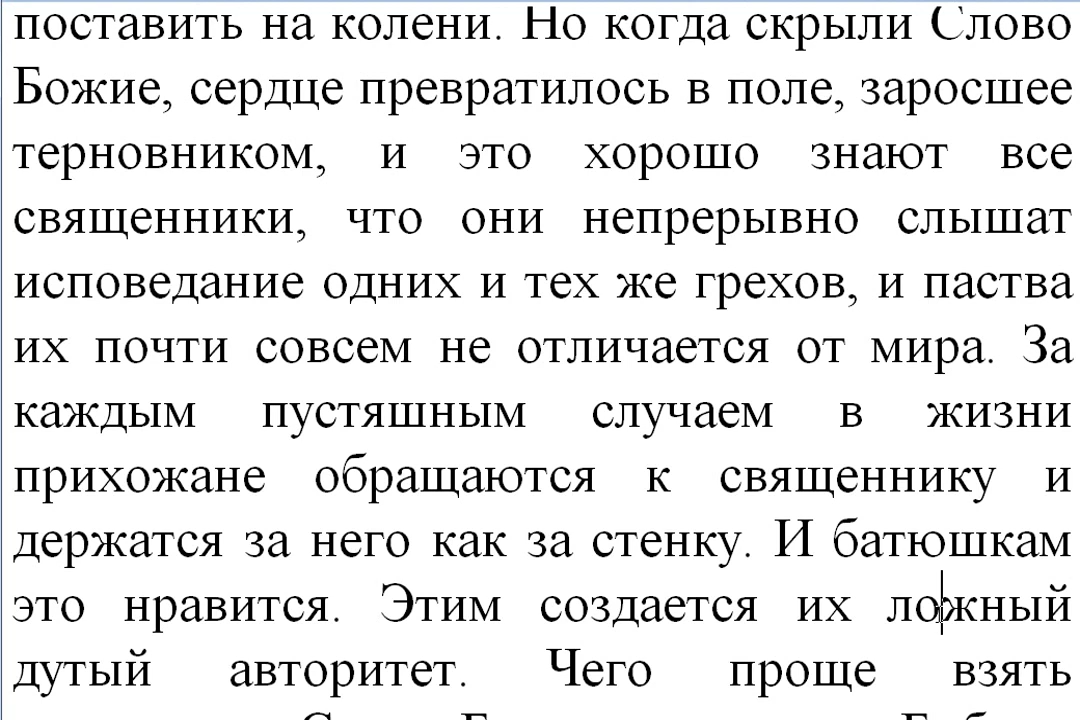 поставить на колени. Но когда скрыли Слово
Божие, сердце превратилось в поле, заросшее
терновником, и это хорошо знают все
священники, что они непрерывно слышат
исповедание одних и тех же грехов, и паства
их почти совсем не отличается от мира. За
каждым пустяшным случаем в жизни
прихожане обращаются к священнику и
держатся за него как за стенку. И батюшкам
это нравится. Этим создается их ложный
дутый авторитет. Чего проще взять